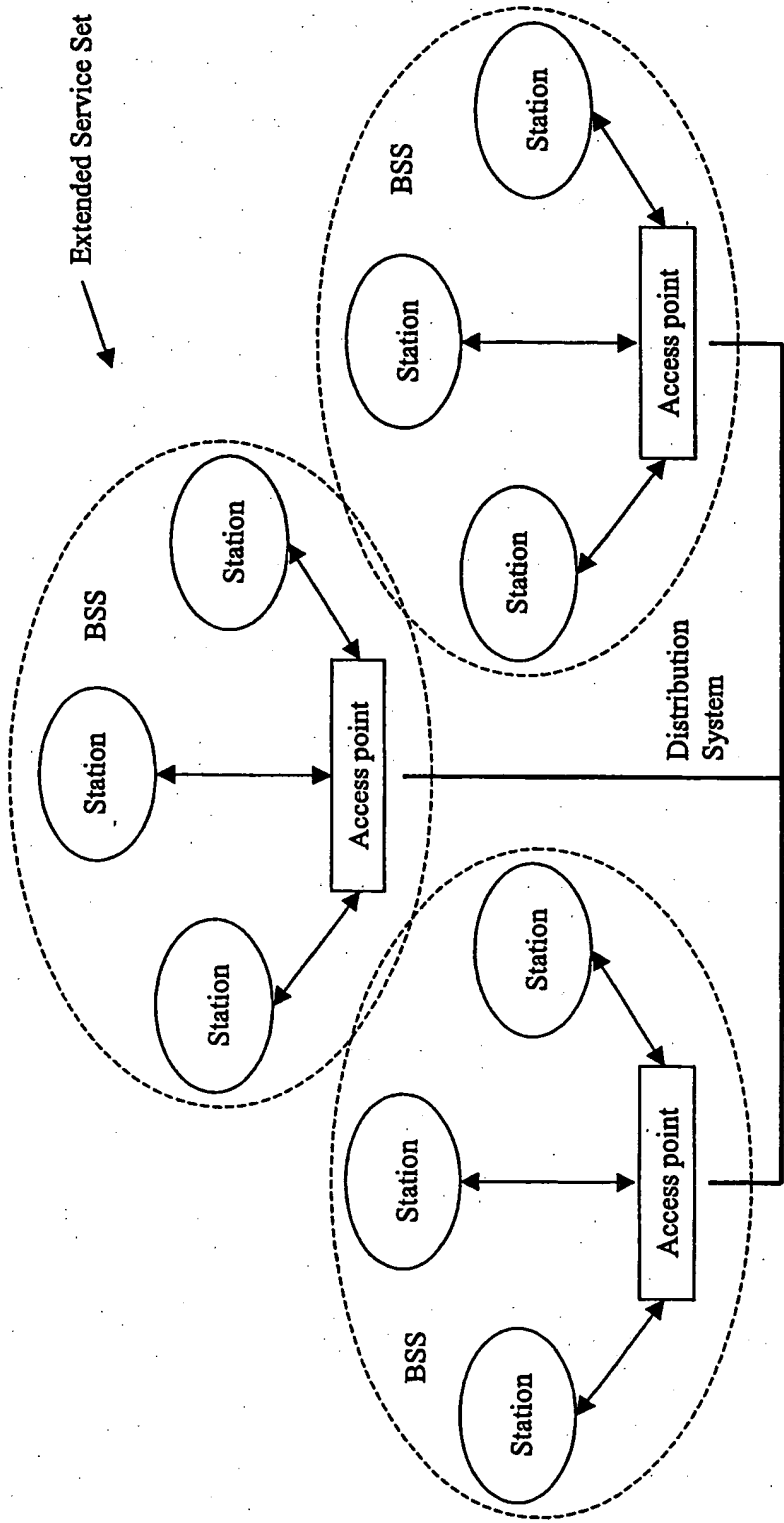 Extended Service Set
BSS
Station
Station
Station
Access point
BSS
Station
Station
Station
Access point
BSS
Station
Station
Station
Access point
Distribution
System